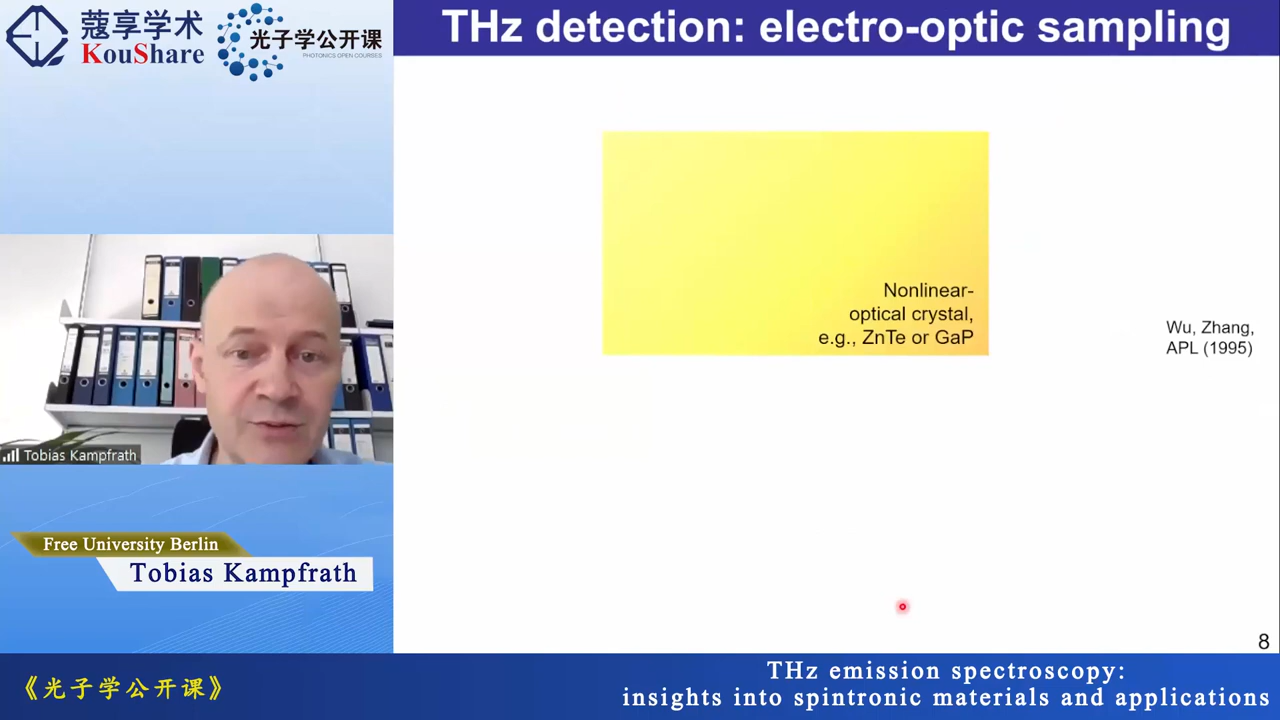 蔻享学术
KouShare
光子学公开课
PHOTONICS OPEN COURSES
THz detection: electro-optic sampling
Nonlinear-
optical crystal,
e.g., ZnTe or GaP
Wu, Zhang,
APL (1995)
Tobias Kampfrath
Free University Berlin
Tobias Kampfrath
8
《光子学公开课》
THz emission spectroscopy:
insights into spintronic materials and applications